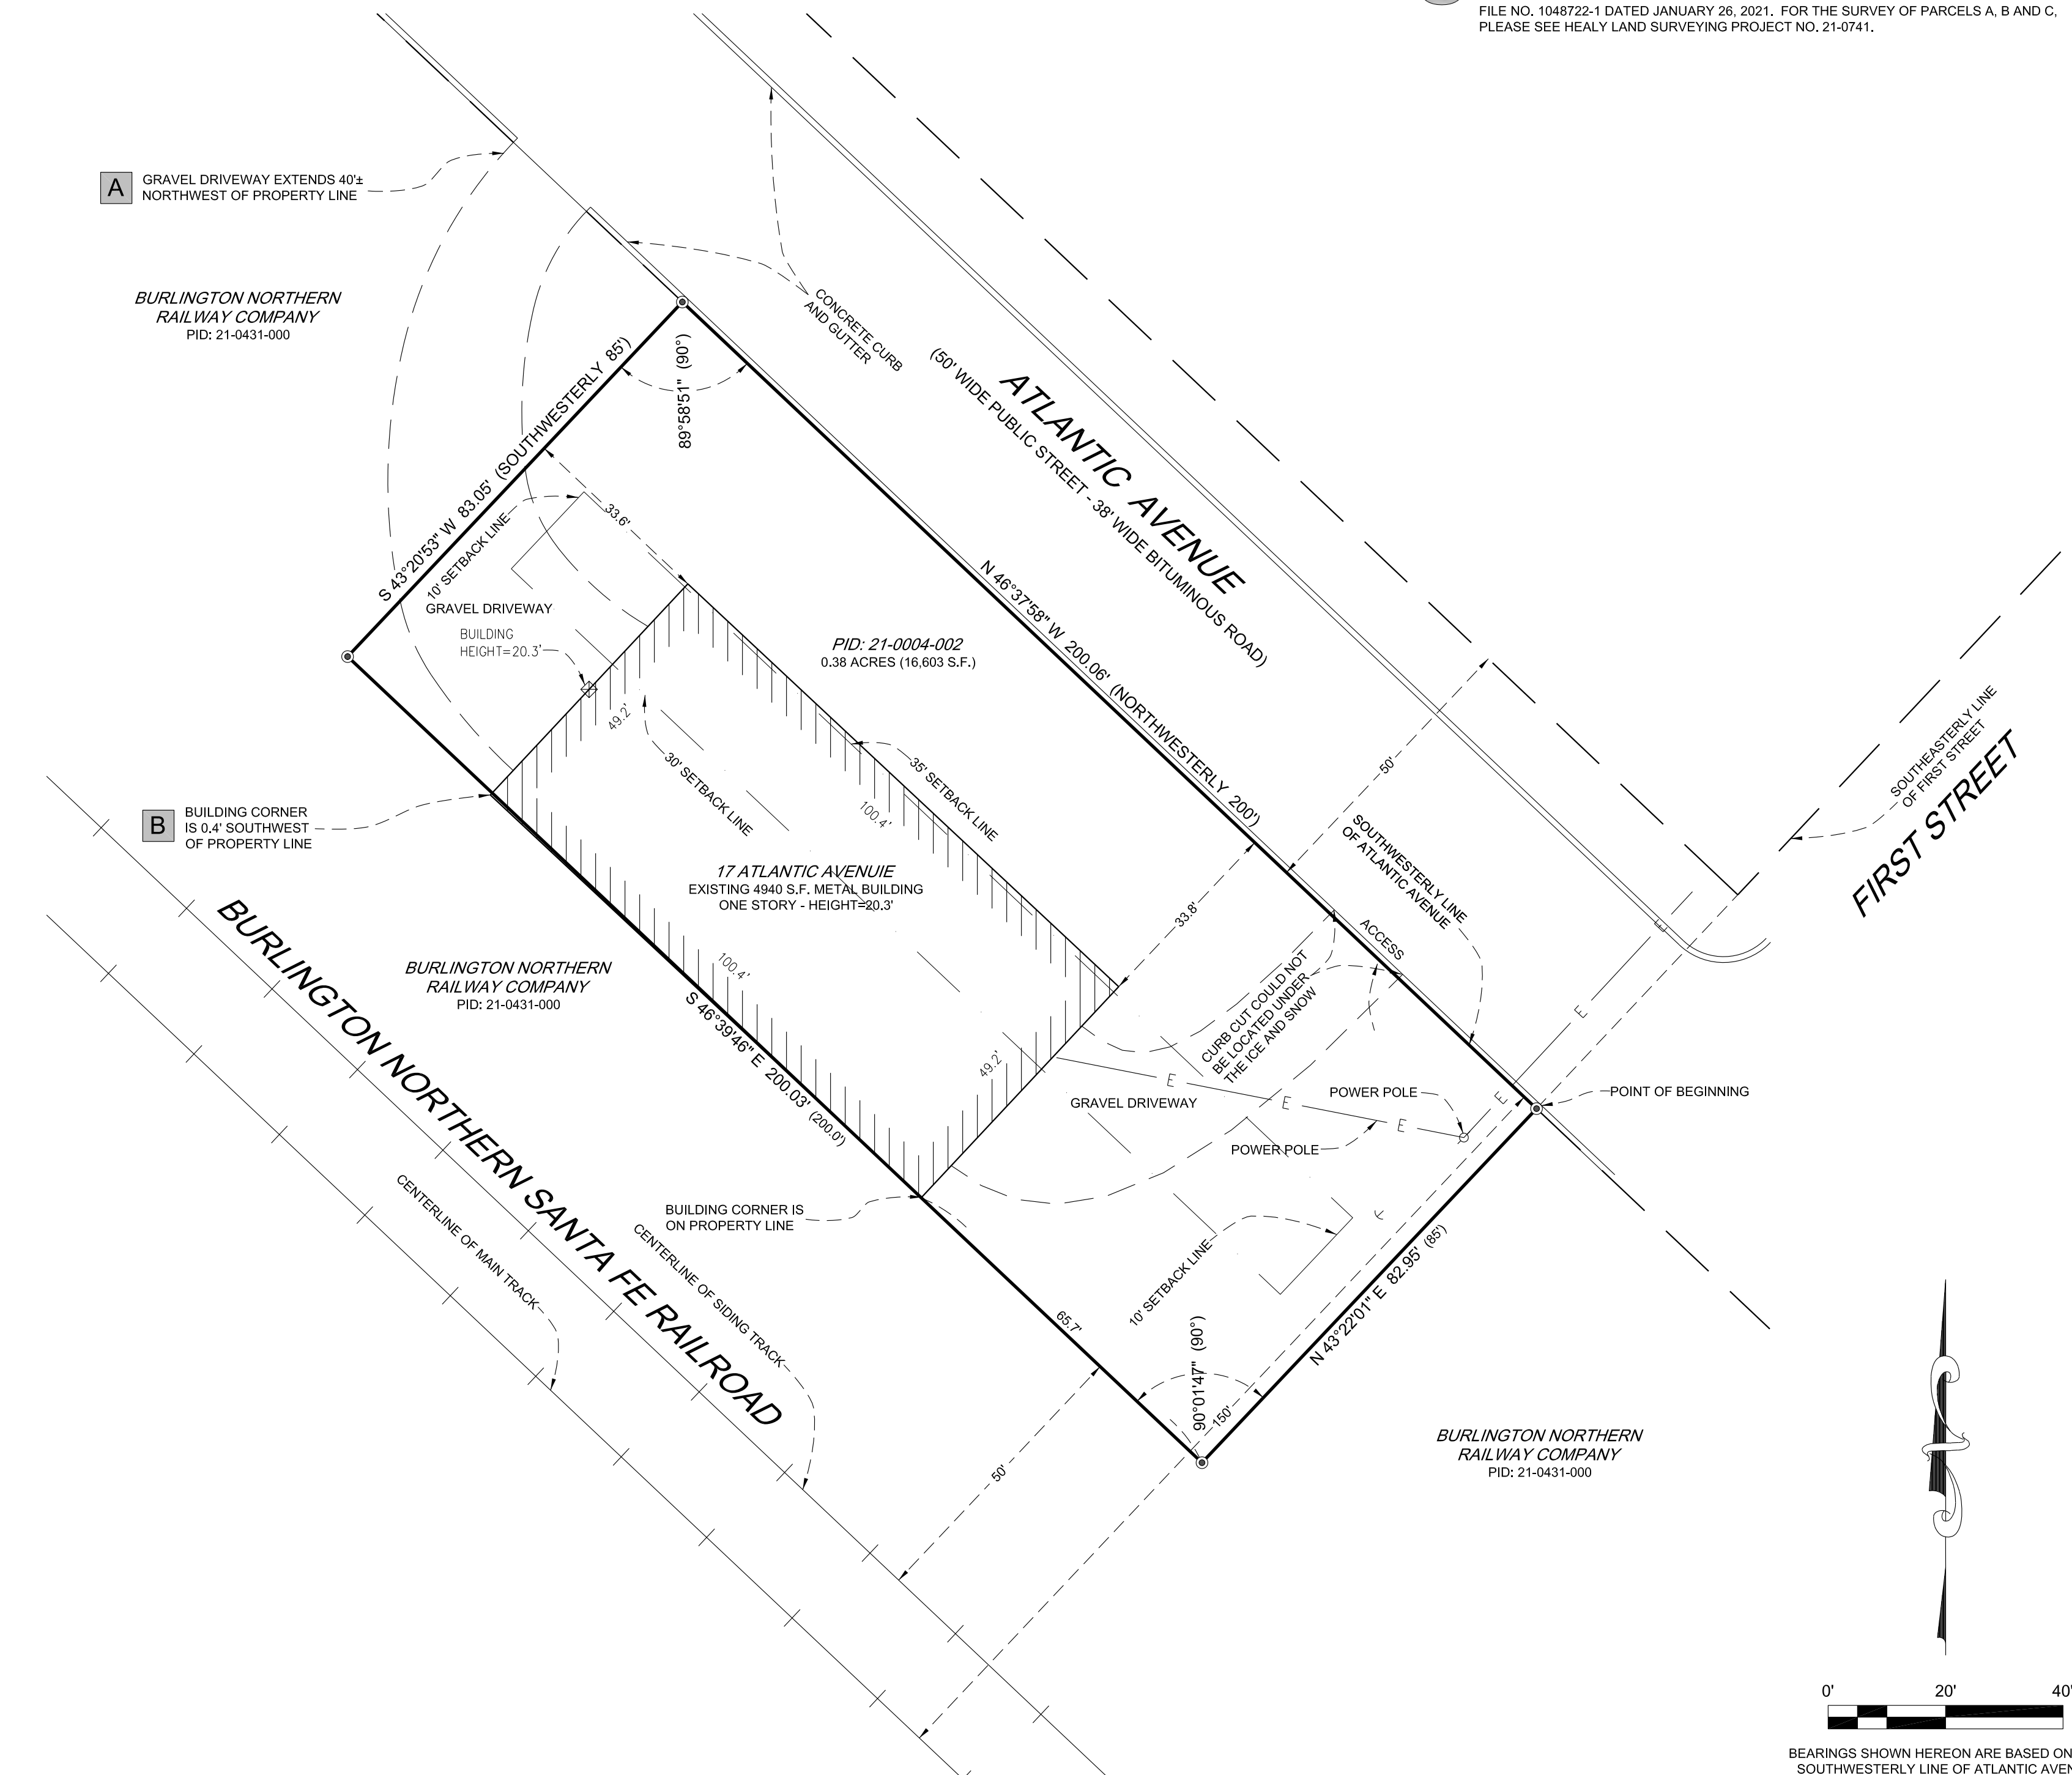 FILE NO. 1048722-1 DATED JANUARY 26, 2021. FOR THE SURVEY OF PARCELS A, B AND C,
PLEASE SEE HEALY LAND SURVEYING PROJECT NO. 21-0741.
A
GRAVEL DRIVEWAY EXTENDS 40'±
NORTHWEST OF PROPERTY LINE
BURLINGTON NORTHERN
RAILWAY COMPANY
PID: 21-0431-000
CONCRETE CURB
AND GUTTER
89°58'51" (90°)
S 43°20'53" W 83.05' (SOUTHWESTERLY 85')
ATLANTIC AVENUE
(50' WIDE PUBLIC STREET - 38' WIDE BITUMINOUS ROAD)
10' SETBACK LINE
33.6'
GRAVEL DRIVEWAY
BUILDING
HEIGHT=20.3'
PID: 21-0004-002
0.38 ACRES (16,603 S.F.)
N 46°37'58" W 200.06' (NORTHWESTERLY 200')
49.2'
30' SETBACK LINE
35' SETBACK LINE
100.4'
50'
SOUTHEASTERLY LINE
OF FIRST STREET
FIRST STREET
B
BUILDING CORNER
IS 0.4' SOUTHWEST
OF PROPERTY LINE
17 ATLANTIC AVENUIE
EXISTING 4940 S.F. METAL BUILDING
ONE STORY - HEIGHT=20.3'
33.8'
SOUTHWESTERLY LINE
OF ATLANTIC AVENUE
ACCESS
E
BURLINGTON NORTHERN SANTA FE RAILROAD
BURLINGTON NORTHERN
RAILWAY COMPANY
PID: 21-0431-000
100.4'
S 46°39'46" E 200.03' (200.0')
49.2'
CURB CUT COULD NOT
BE LOCATED UNDER
THE ICE AND SNOW
E
E
E
E
E
GRAVEL DRIVEWAY
POWER POLE
POINT OF BEGINNING
POWER POLE
CENTERLINE OF MAIN TRACK
BUILDING CORNER IS
ON PROPERTY LINE
CENTERLINE OF SIDING TRACK
10' SETBACK LINE
N 43°22'01" E 82.95' (85')
65.7'
90°01'47" (90°)
150'
50'
BURLINGTON NORTHERN
RAILWAY COMPANY
PID: 21-0431-000
0' 20' 40'
BEARINGS SHOWN HEREON ARE BASED ON
SOUTHWESTERLY LINE OF ATLANTIC